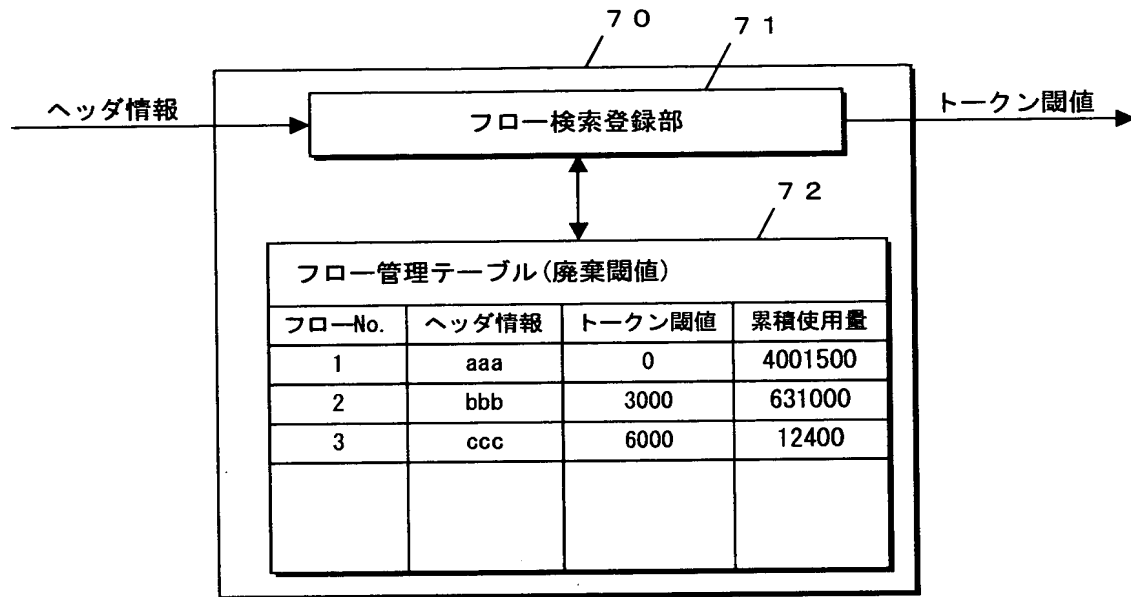 ７０
７１
ヘッダ情報
フロー検索登録部
トークン閾値
７２
フロー管理テーブル(廃棄閾値)
フローNo. ヘッダ情報 トークン閾値 累積使用量
1 aaa 0 4001500
2 bbb 3000 631000
3 ccc 6000 12400